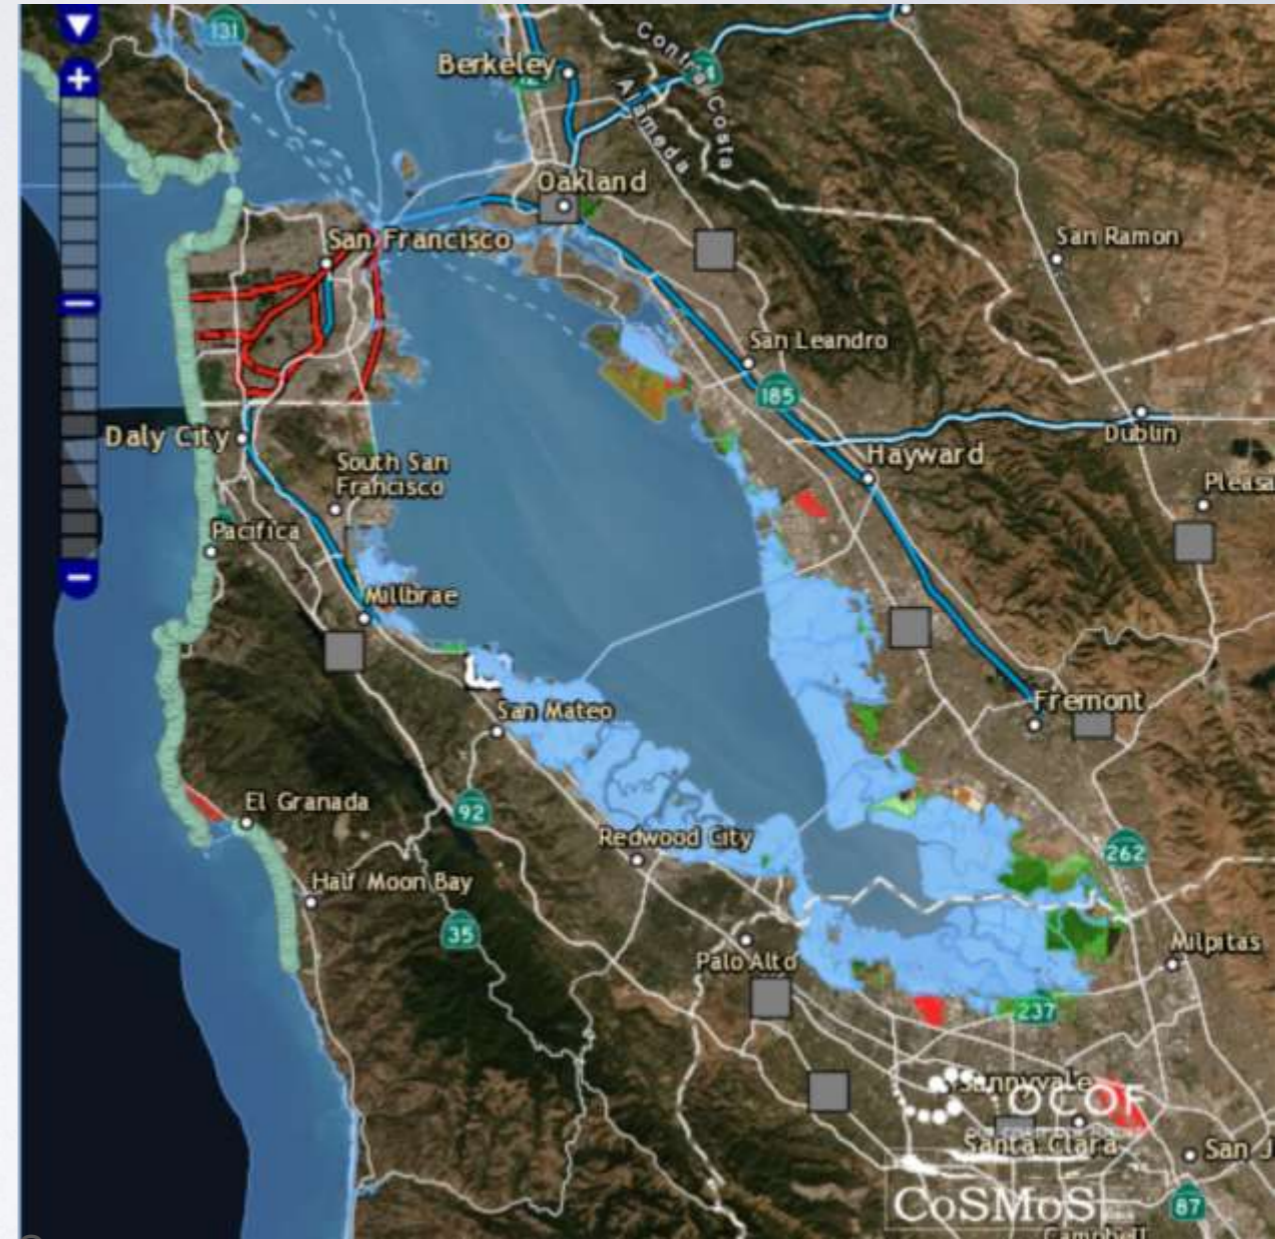 131
Berkeley
Contra Costa
Alameda
Oakland
San Francisco
San Ramon
San Leandro
185
Daly City
Dublin
Hayward
South San
Francisco
Pleasa
Pacifica
Millbrae
Fremont
San Mateo
El Granada
92
Redwood City
262
Half Moon Bay
35
Milpitas
Palo Alto
237
Sunnyvale
OCOF
Santa Clara
San J
CoSMoS
87
Campbell